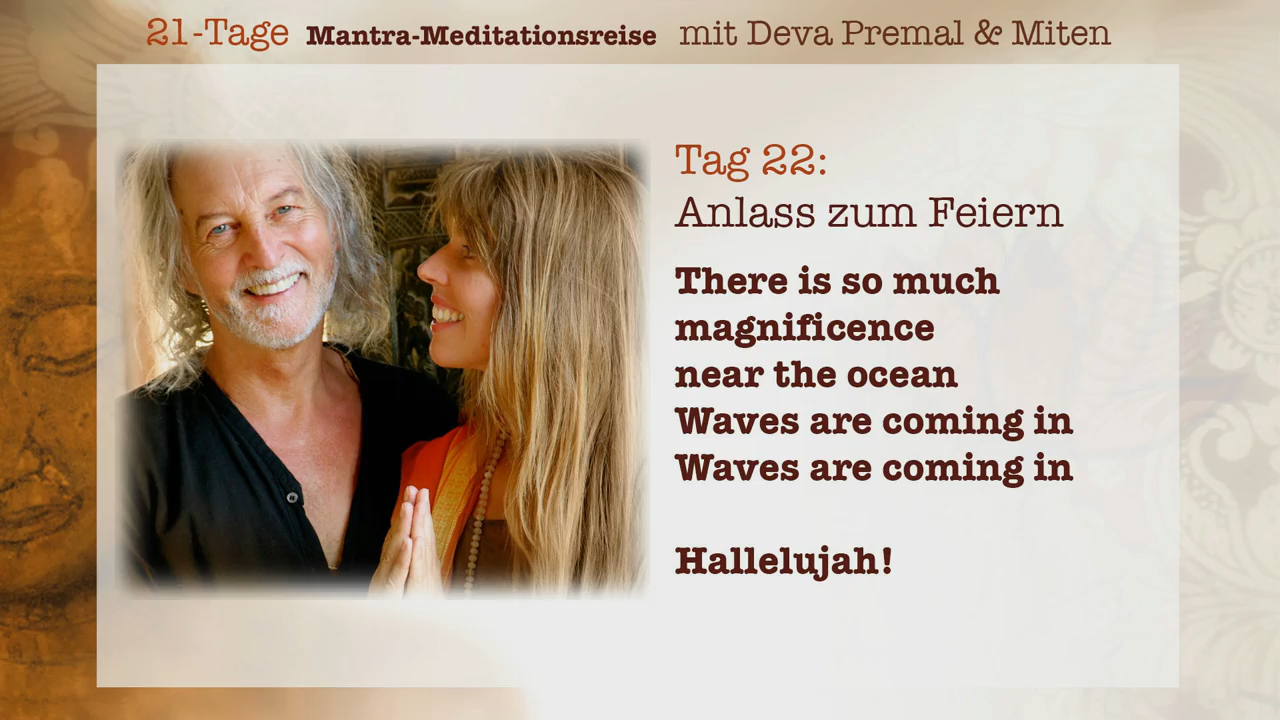 21-Tage Mantra-Meditationsreise mit Deva Premal & Miten
Tag 22:
Anlass zum Feiern
There is so much
magnificence
near the ocean
Waves are coming in
Waves are coming in
Hallelujah!